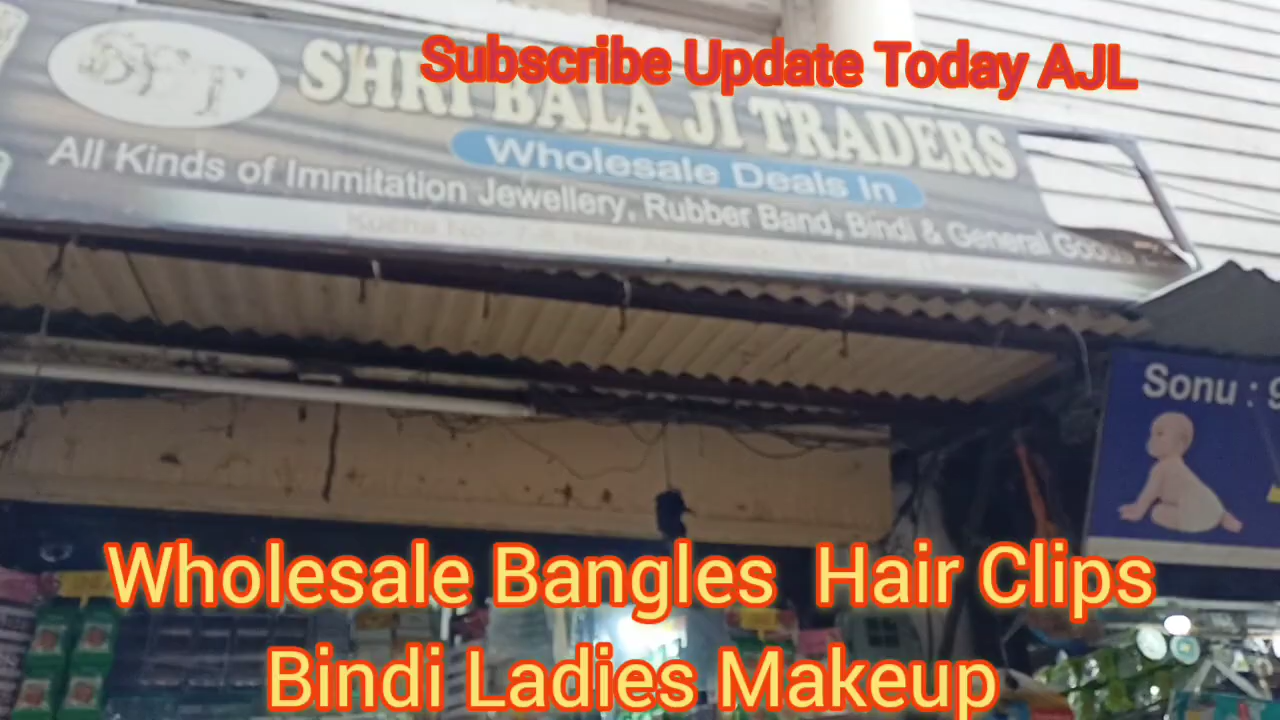 Subscribe Update Today AJL
SHRI BALA JI TRADERS
Wholesale Deals In
All Kinds of Immitation Jewellery, Rubber Band, Bindi & General Goods
Sonu : 9
Wholesale Bangles Hair Clips
Bindi Ladies Makeup